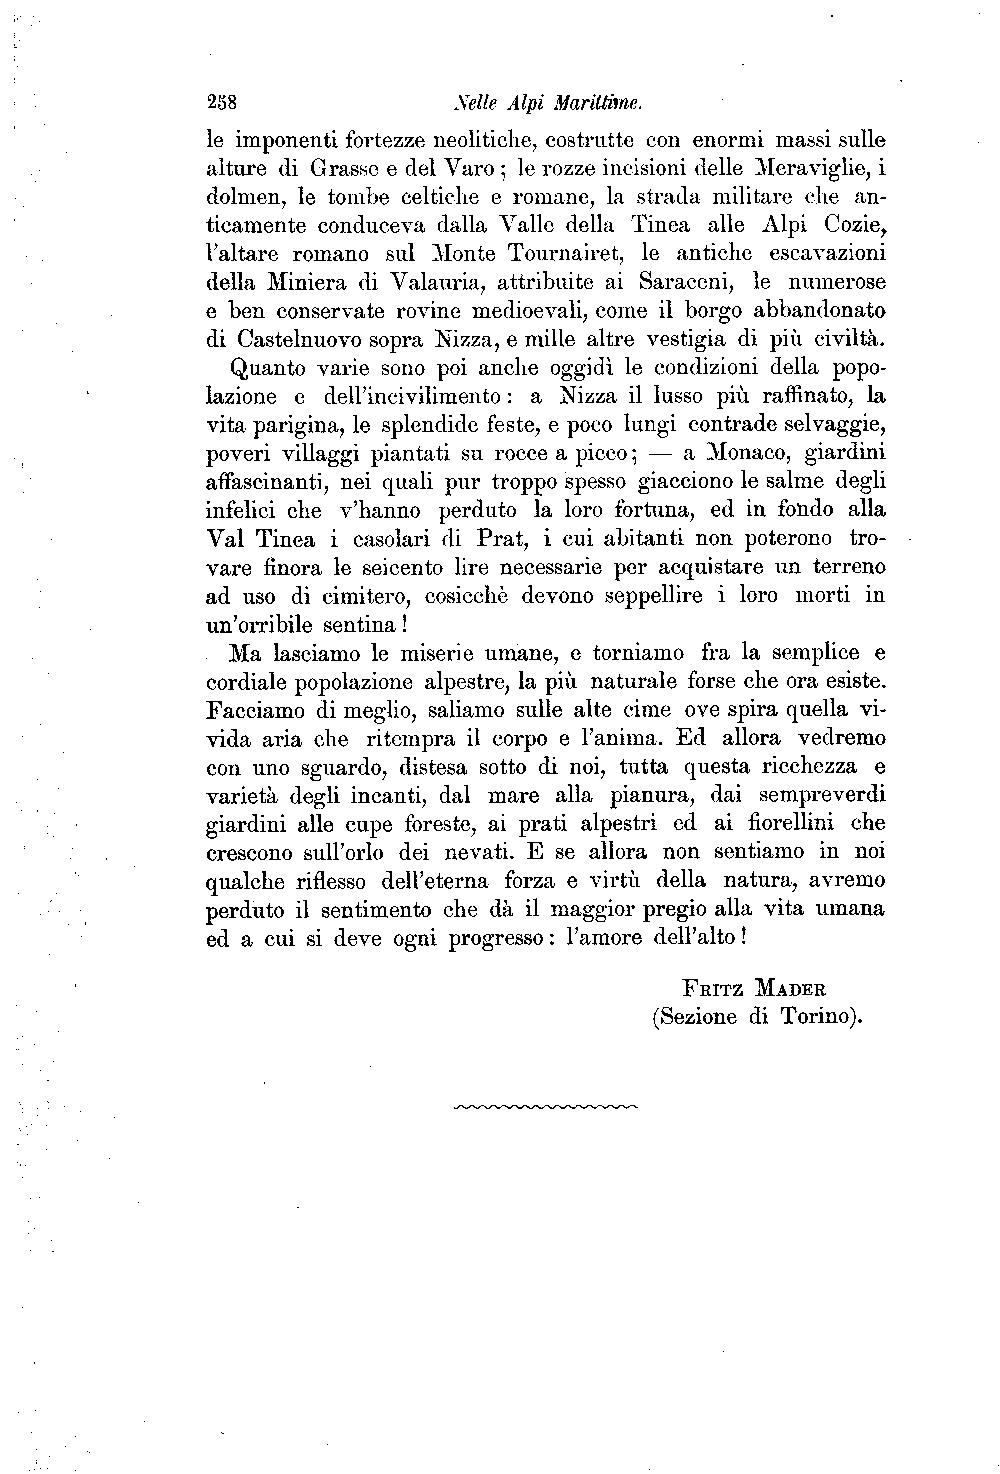 258 Nelle Alpi Marittime.
le imponenti fortezze neolitiche, costrutte con enormi massi sulle
alture di Grasse e del Varo ; le rozze incisioni delle Meraviglie, i
dolmen, le tombe celtiche e romane, la strada militare che an-
ticamente conduceva dalla Valle della Tinea alle Alpi Cozie,
l'altare romano sul Monte Tournairet, le antiche escavazioni
della Miniera di Valauria, attribuite ai Saraceni, le numerose
e ben conservate rovine medioevali, come il borgo abbandonato
di Castelnuovo sopra Nizza, e mille altre vestigia di più civiltà.
Quanto varie sono poi anche oggidì le condizioni della popo-
lazione e dell'incivilimento : a Nizza il lusso più raffinato, la
vita parigina, le splendide feste, e poco lungi contrade selvaggie,
poveri villaggi piantati su rocce a picco; — a Monaco, giardini
affascinanti, nei quali pur troppo spesso giacciono le salme degli
infelici che v'hanno perduto la loro fortuna, ed in fondo alla
Val Tinea i casolari di Prat, i cui abitanti non poterono tro-
vare finora le seicento lire necessarie per acquistare un terreno
ad uso di cimitero, cosicchè devono seppellire i loro morti in
un'orribile sentina !
Ma lasciamo le miserie umane, e torniamo fra la semplice e
cordiale popolazione alpestre, la più naturale forse che ora esiste.
Facciamo di meglio, saliamo sulle alte cime ove spira quella vi-
vida aria che ritempra il corpo e l'anima. Ed allora vedremo
con uno sguardo, distesa sotto di noi, tutta questa ricchezza e
varietà degli incanti, dal mare alla pianura, dai sempreverdi
giardini alle cupe foreste, ai prati alpestri ed ai fiorellini che
crescono sull'orlo dei nevati. E se allora non sentiamo in noi
qualche riflesso dell'eterna forza e virtù della natura, avremo
perduto il sentimento che dà il maggior pregio alla vita umana
ed a cui si deve ogni progresso : l'amore dell'alto !
FRITZ MADER
(Sezione di Torino).